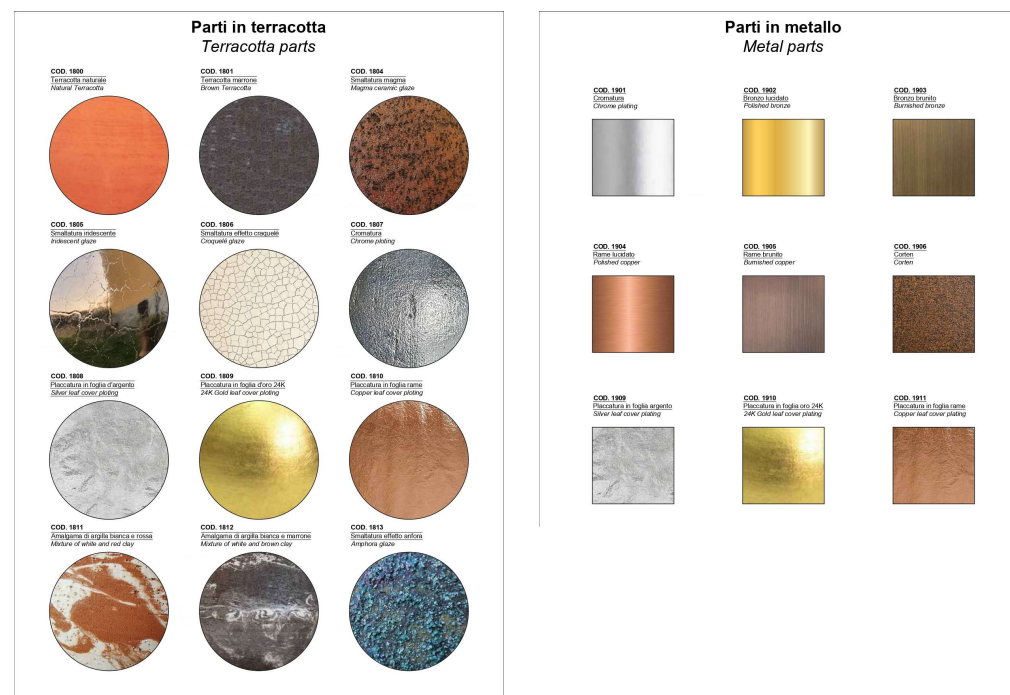 Parti in terracotta
Terracotta parts
COD. 1800
Terracotta naturale
Natural Terracotta
COD. 1801
Terracotta marrone
Brown Terracotta
COD. 1804
Smaltatura magma
Magma ceramic glaze
COD. 1805
Smaltatura iridescente
Iridescent glaze
COD. 1806
Smaltatura effetto craquelé
Croquelé glaze
COD. 1807
Cromatura
Chrome ploting
COD. 1808
Placcatura in foglia d'argento
Silver leaf cover ploting
COD. 1809
Placcatura in foglia d'oro 24K
24K Gold leaf cover ploting
COD. 1810
Placcatura in foglia rame
Copper leaf cover ploting
COD. 1811
Amalgama di argilla bianca e rossa
Mixture of white and red clay
COD. 1812
Amalgama di argilla bianca e marrone
Mixture of white and brown clay
COD. 1813
Smaltatura effetto anfora
Amphora glaze
Parti in metallo
Metal parts
COD. 1901
Cromatura
Chrome plating
COD. 1902
Bronzo lucidato
Polished bronze
COD. 1903
Bronzo brunito
Burnished bronze
COD. 1904
Rame lucidato
Polished copper
COD. 1905
Rame brunito
Burnished copper
COD. 1906
Corten
Corten
COD. 1909
Placcatura in foglia argento
Silver leaf cover plating
COD. 1910
Placcatura in foglia oro 24K
24K Gold leaf cover plating
COD. 1911
Placcatura in foglia rame
Copper leaf cover plating